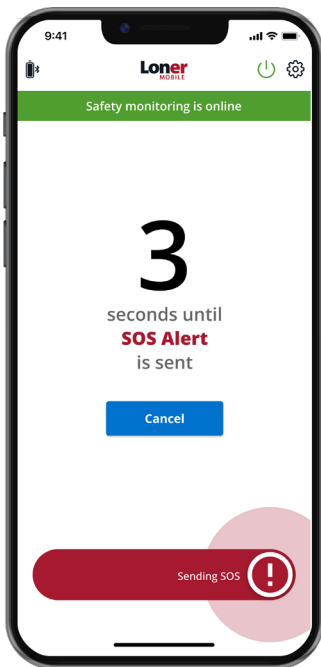 9:41
Loner
MOBILE
Safety monitoring is online
3
seconds until
SOS Alert
is sent
Cancel
Sending SOS